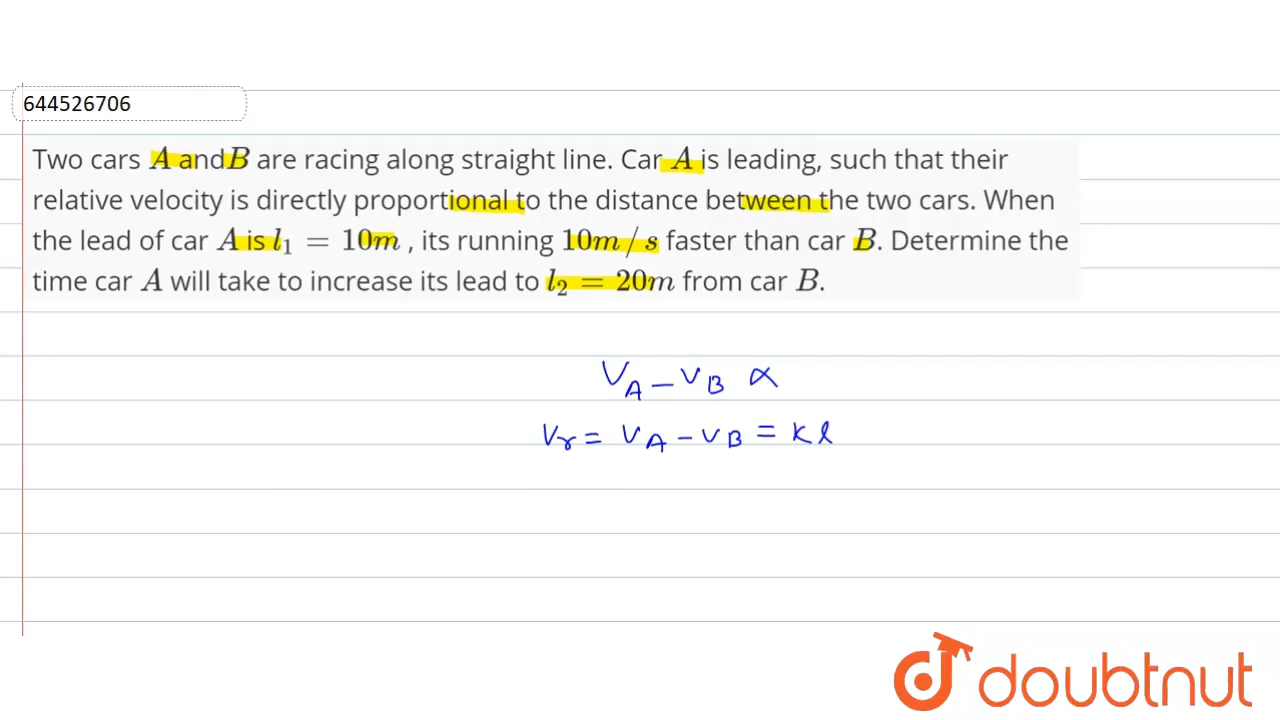 644526706
Two cars A and B are racing along straight line. Car A is leading, such that their
relative velocity is directly proportional to the distance between the two cars. When
the lead of car A is l₁ = 10m , its running 10m/s faster than car B. Determine the
time car A will take to increase its lead to l₂ = 20m from car B.
V_A – V_B ∝
V_r = V_A – V_B = K l
doubtnut